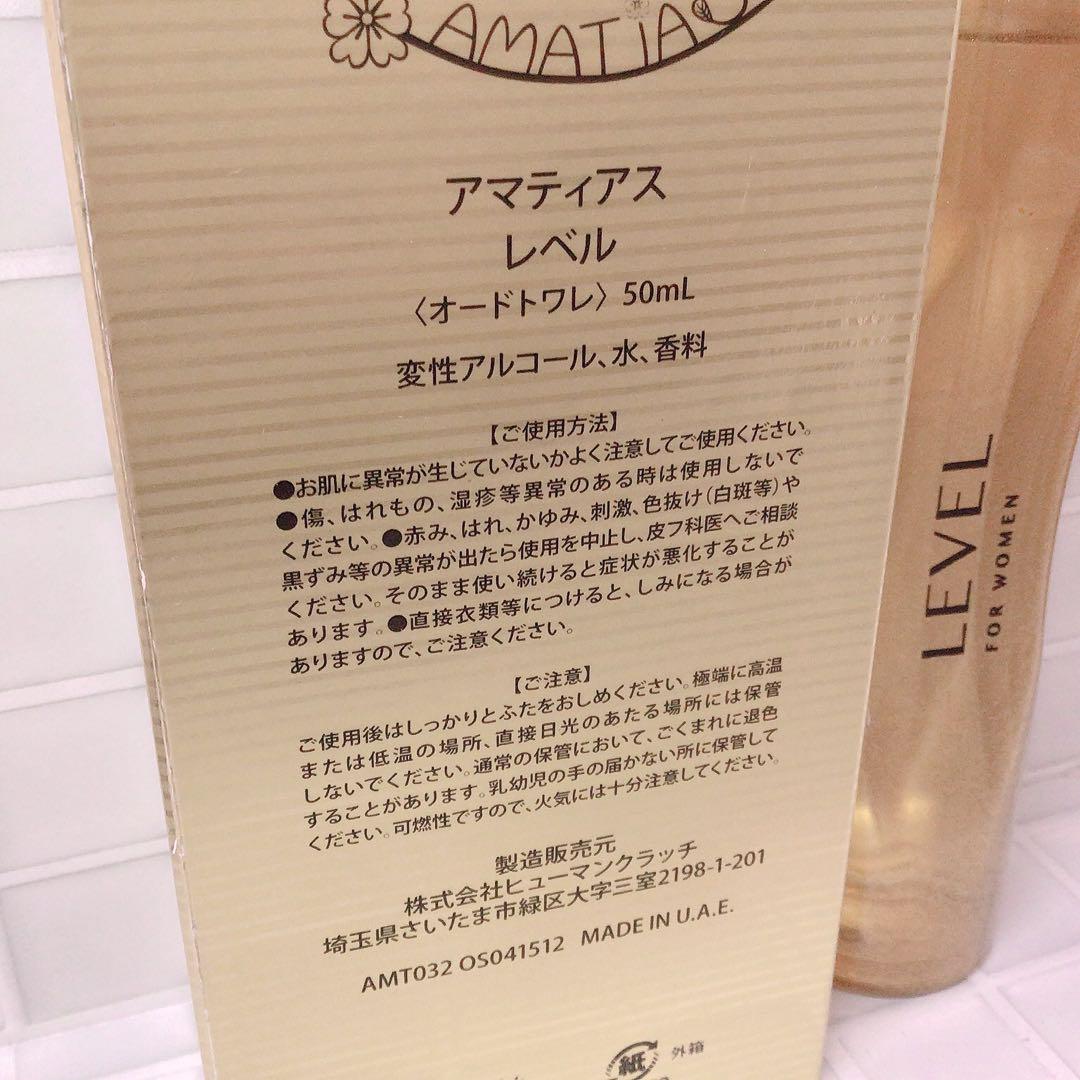 AMATIAS
アマティアス
レベル
〈オードトワレ〉50mL
変性アルコール、水、香料
【ご使用方法】
●お肌に異常が生じていないかよく注意してご使用ください。
●傷、はれもの、湿疹等異常のある時は使用しないで
ください。●赤み、はれ、かゆみ、刺激、色抜け(白斑等)や
黒ずみ等の異常が出たら使用を中止し、皮フ科医へご相談
ください。そのまま使い続けると症状が悪化することが
あります。●直接衣類等につけると、しみになる場合が
ありますので、ご注意ください。
【ご注意】
ご使用後はしっかりとふたをおしめください。極端に高温
または低温の場所、直接日光のあたる場所には保管
しないでください。通常の保管において、ごくまれに退色
することがあります。乳幼児の手の届かない所に保管して
ください。可燃性ですので、火気には十分注意してください。
製造販売元
株式会社ヒューマンクラッチ
埼玉県さいたま市緑区大字三室2198-1-201
AMT032 OS041512 MADE IN U.A.E.
紙 外箱
LEVEL
FOR WOMEN